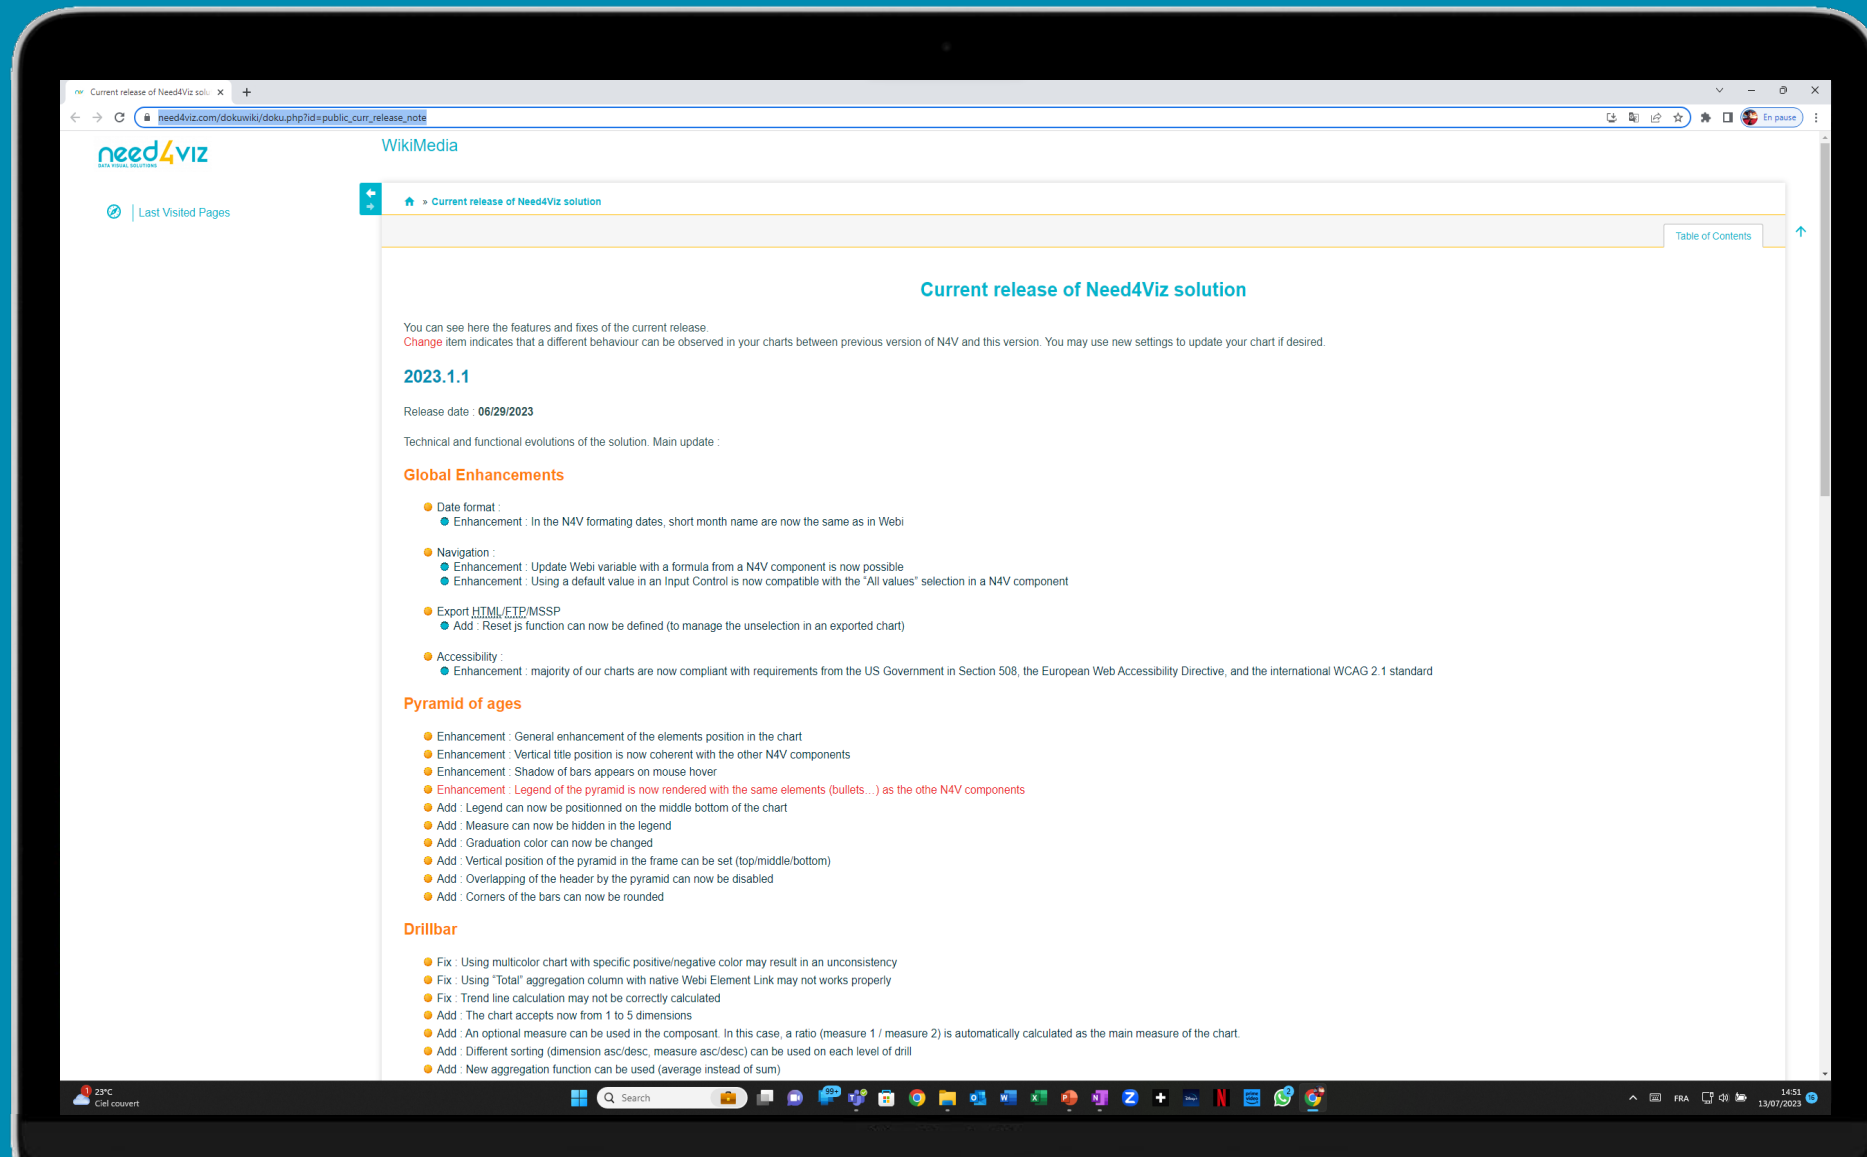 Current release of Need4Viz solu
need4viz.com/dokuwiki/doku.php?id=public_curr_release_note
En pause
need4viz
DATA VISUAL SOLUTIONS
WikiMedia
Last Visited Pages
» Current release of Need4Viz solution
Table of Contents
Current release of Need4Viz solution
You can see here the features and fixes of the current release.
Change item indicates that a different behaviour can be observed in your charts between previous version of N4V and this version. You may use new settings to update your chart if desired.
2023.1.1
Release date : 06/29/2023
Technical and functional evolutions of the solution. Main update :
Global Enhancements
Date format :
Enhancement : In the N4V formating dates, short month name are now the same as in Webi
Navigation :
Enhancement : Update Webi variable with a formula from a N4V component is now possible
Enhancement : Using a default value in an Input Control is now compatible with the “All values” selection in a N4V component
Export HTML/FTP/MSSP
Add : Reset js function can now be defined (to manage the unselection in an exported chart)
Accessibility :
Enhancement : majority of our charts are now compliant with requirements from the US Government in Section 508, the European Web Accessibility Directive, and the international WCAG 2.1 standard
Pyramid of ages
Enhancement : General enhancement of the elements position in the chart
Enhancement : Vertical title position is now coherent with the other N4V components
Enhancement : Shadow of bars appears on mouse hover
Enhancement : Legend of the pyramid is now rendered with the same elements (bullets…) as the othe N4V components
Add : Legend can now be positionned on the middle bottom of the chart
Add : Measure can now be hidden in the legend
Add : Graduation color can now be changed
Add : Vertical position of the pyramid in the frame can be set (top/middle/bottom)
Add : Overlapping of the header by the pyramid can now be disabled
Add : Corners of the bars can now be rounded
Drillbar
Fix : Using multicolor chart with specific positive/negative color may result in an unconsistency
Fix : Using “Total” aggregation column with native Webi Element Link may not works properly
Fix : Trend line calculation may not be correctly calculated
Add : The chart accepts now from 1 to 5 dimensions
Add : An optional measure can be used in the composant. In this case, a ratio (measure 1 / measure 2) is automatically calculated as the main measure of the chart.
Add : Different sorting (dimension asc/desc, measure asc/desc) can be used on each level of drill
Add : New aggregation function can be used (average instead of sum)
1
23°C
Ciel couvert
Search
99+
2
FRA
14:51
13/07/2023
16